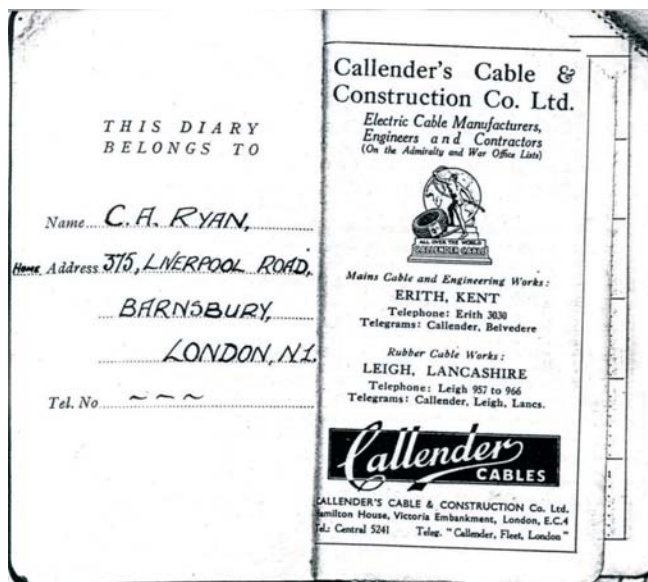 THIS DIARY
BELONGS TO
Name C. A. RYAN,
HOME Address 375, LIVERPOOL ROAD,
BARNSBURY,
LONDON, N.1.
Tel. No ~ ~ ~
Callender's Cable &
Construction Co. Ltd.
Electric Cable Manufacturers,
Engineers and Contractors
(On the Admiralty and War Office Lists)
ALL OVER THE WORLD
CALLENDER CABLES
Mains Cable and Engineering Works:
ERITH, KENT
Telephone: Erith 3030
Telegrams: Callender, Belvedere
Rubber Cable Works:
LEIGH, LANCASHIRE
Telephone: Leigh 957 to 966
Telegrams: Callender, Leigh, Lancs.
Callender
CABLES
CALLENDER'S CABLE & CONSTRUCTION Co. Ltd.
Hamilton House, Victoria Embankment, London, E.C.4
Tel.: Central 5241 Teleg. "Callender, Fleet, London"